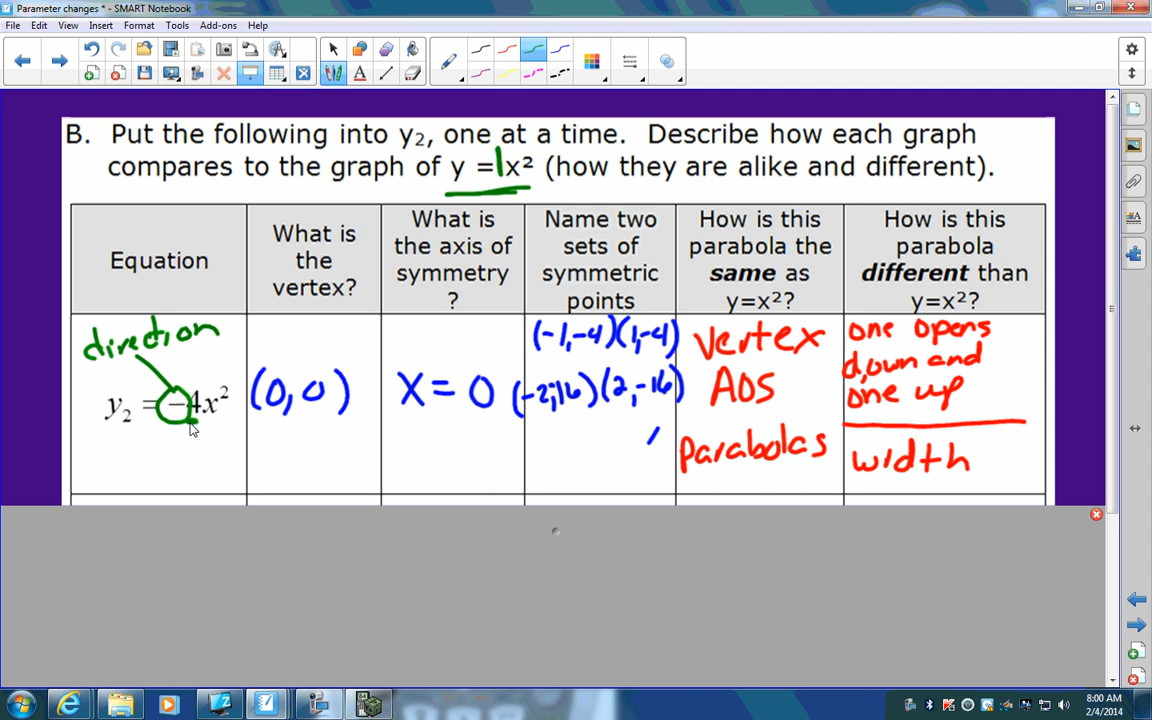 Parameter changes * - SMART Notebook
File Edit View Insert Format Tools Add-ons Help
B. Put the following into y₂, one at a time. Describe how each graph
compares to the graph of y =1x² (how they are alike and different).
Equation
What is
the
vertex?
What is
the axis of
symmetry
?
Name two
sets of
symmetric
points
How is this
parabola the
same as
y=x²?
How is this
parabola
different than
y=x²?
direction
y₂ = −4x²
(0,0)
X = 0
(-1,-4)(1,-4)
(-2,-16)(2,-16)
Vertex
AOS
Parabolas
one opens
down and
one up
width
8:00 AM
2/4/2014